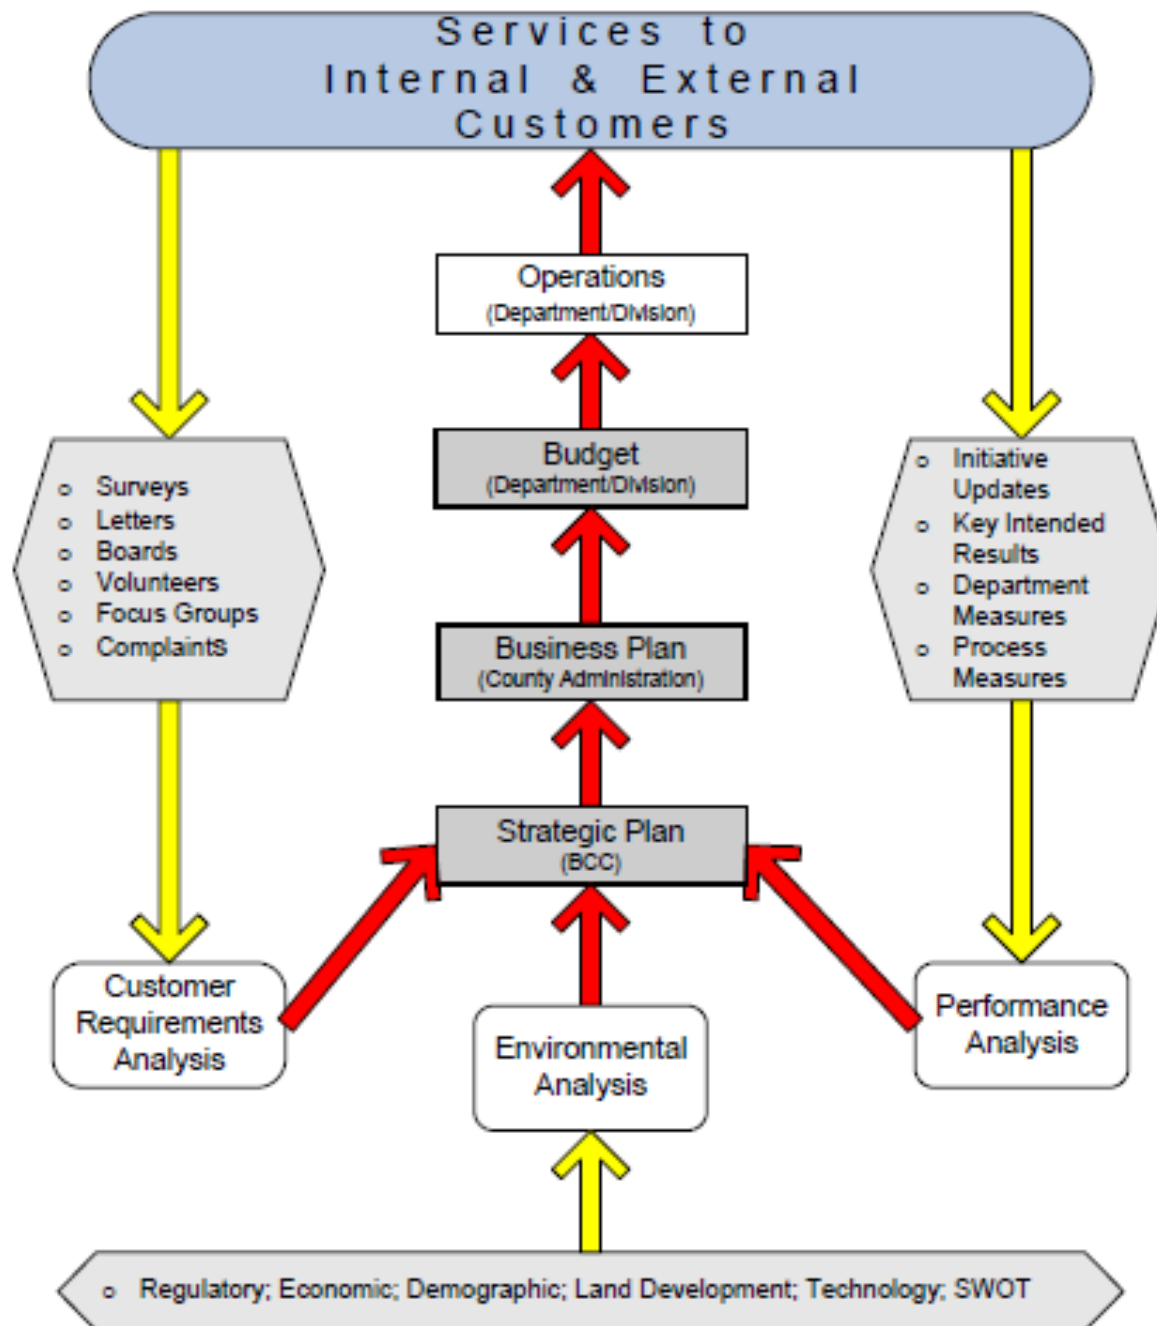 Services to
Internal & External
Customers
Operations
(Department/Division)
Budget
(Department/Division)
o Surveys
o Letters
o Boards
o Volunteers
o Focus Groups
o Complaints
o Initiative
Updates
o Key Intended
Results
o Department
Measures
o Process
Measures
Business Plan
(County Administration)
Strategic Plan
(BCC)
Customer
Requirements
Analysis
Environmental
Analysis
Performance
Analysis
o Regulatory; Economic; Demographic; Land Development; Technology; SWOT